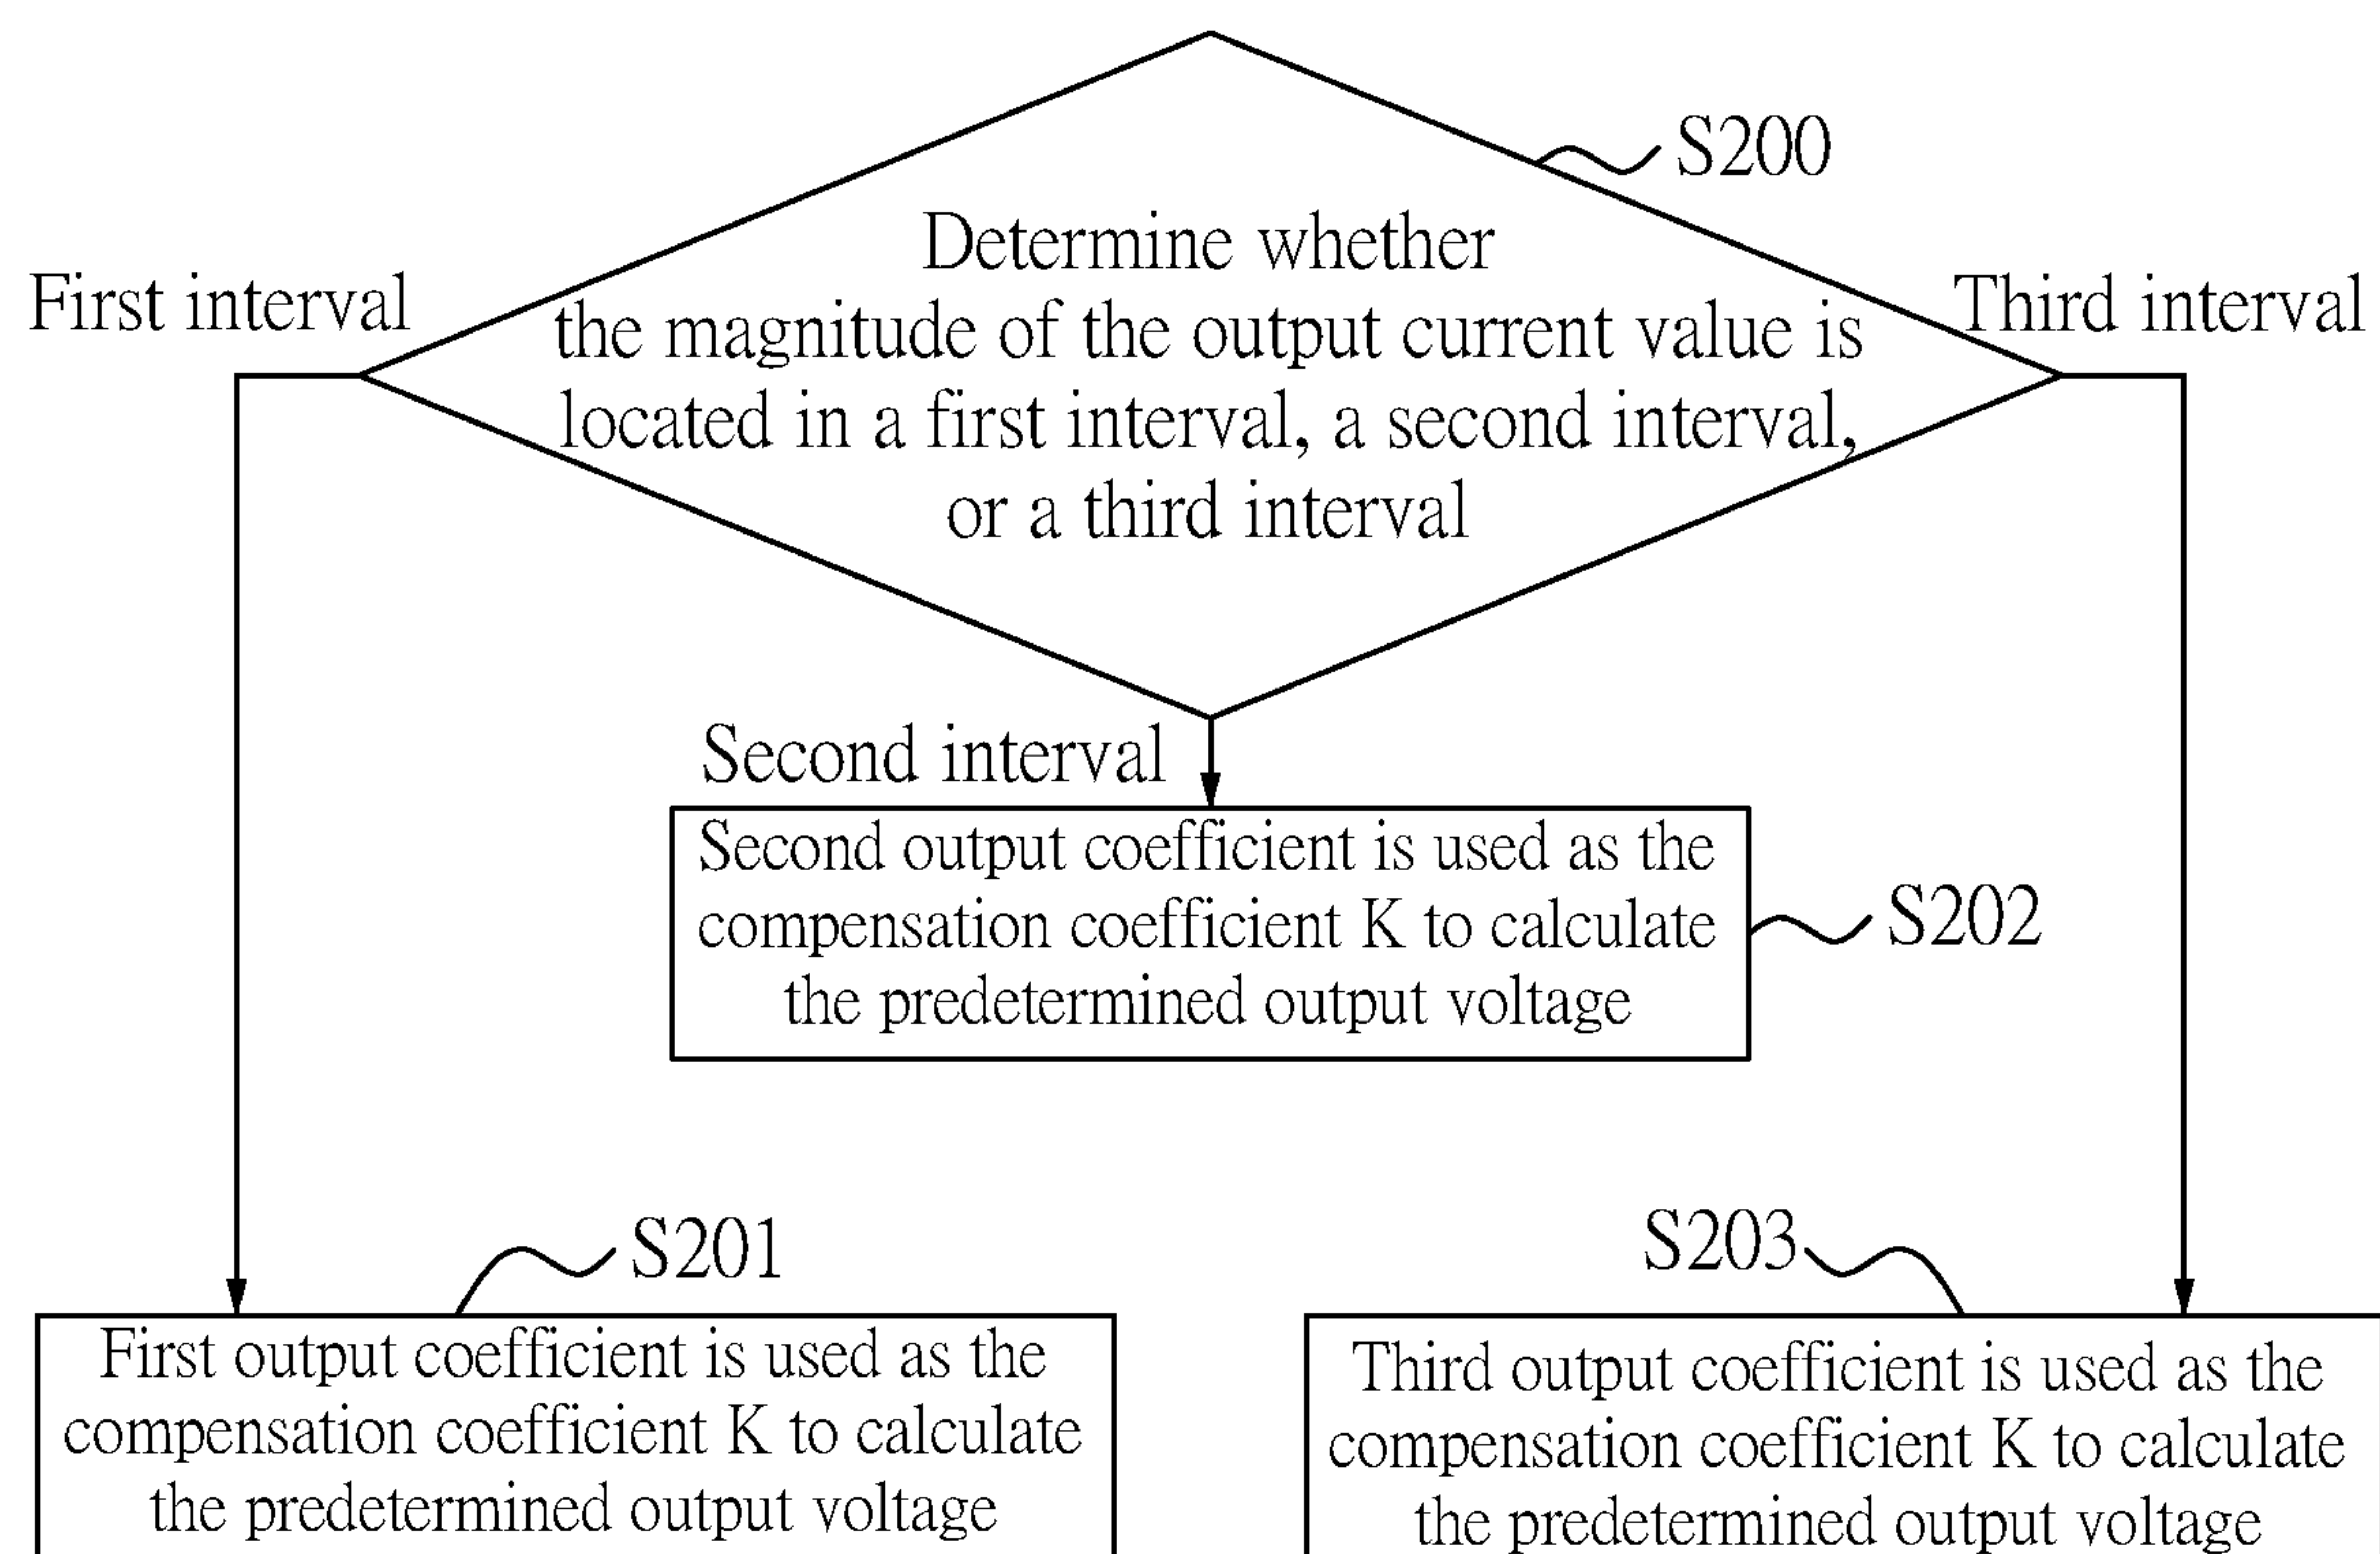 S200
Determine whether
the magnitude of the output current value is
located in a first interval, a second interval,
or a third interval
First interval
Third interval
Second interval
Second output coefficient is used as the
compensation coefficient K to calculate
the predetermined output voltage
S202
S201
First output coefficient is used as the
compensation coefficient K to calculate
the predetermined output voltage
S203
Third output coefficient is used as the
compensation coefficient K to calculate
the predetermined output voltage